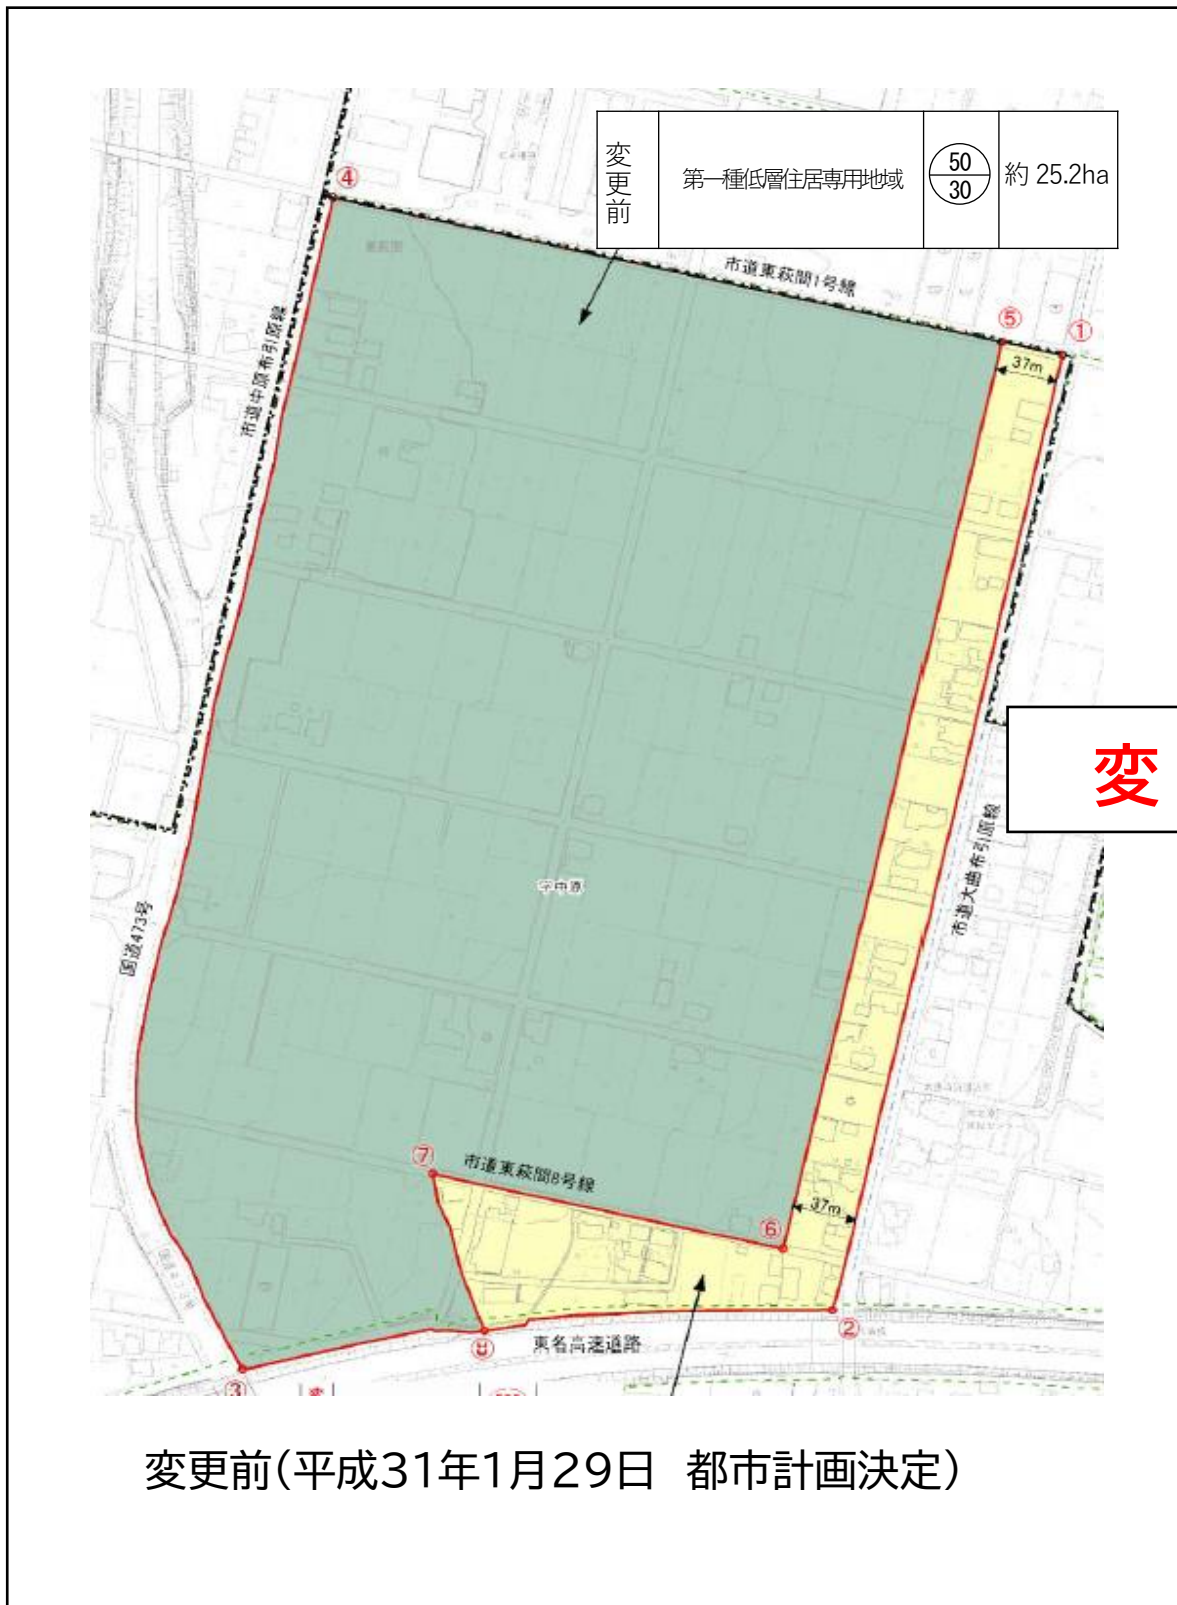 変更前
第一種低層住居専用地域
50
30
約 25.2ha
④
市道東萩間1号線
⑤
①
37m
市道中原布引原線
変
市道大曲布引原線
字中原
国道473号
⑦
市道東萩間8号線
⑥
37m
②
⑧
東名高速道路
③
変更前(平成31年1月29日 都市計画決定)